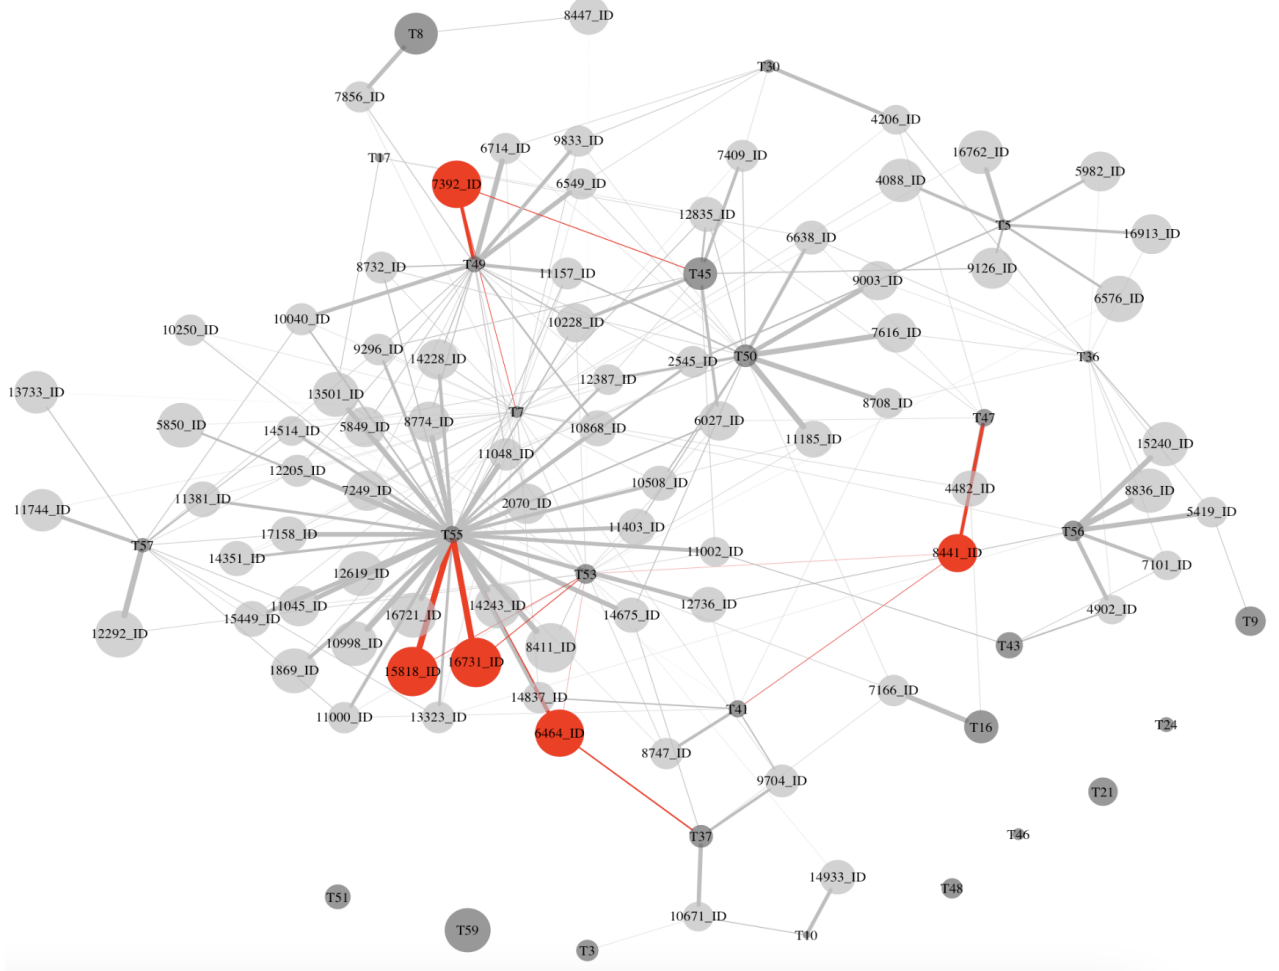 8447_ID
T8
T30
7856_ID
4206_ID
9833_ID
6714_ID
16762_ID
7409_ID
T17
5982_ID
7392_ID
6549_ID
4088_ID
12835_ID
T5
16913_ID
6638_ID
T49
8732_ID
9126_ID
11157_ID
T45
9003_ID
6576_ID
10040_ID
10228_ID
10250_ID
7616_ID
9296_ID
14228_ID
T50
T36
2545_ID
12387_ID
13733_ID
13501_ID
8708_ID
T7
T47
6027_ID
8774_ID
5850_ID
5849_ID
10868_ID
14514_ID
11185_ID
15240_ID
11048_ID
12205_ID
10508_ID
4482_ID
7249_ID
8836_ID
11381_ID
2070_ID
11744_ID
5419_ID
11403_ID
T56
17158_ID
T55
T57
11002_ID
8441_ID
14351_ID
7101_ID
12619_ID
T53
12736_ID
14243_ID
11045_ID
4902_ID
16721_ID
14675_ID
15449_ID
T9
12292_ID
10998_ID
T43
8411_ID
16731_ID
1869_ID
15818_ID
7166_ID
14837_ID
T41
11000_ID
13323_ID
T24
T16
6464_ID
8747_ID
9704_ID
T21
T46
T37
14933_ID
T48
T51
10671_ID
T59
T10
T3